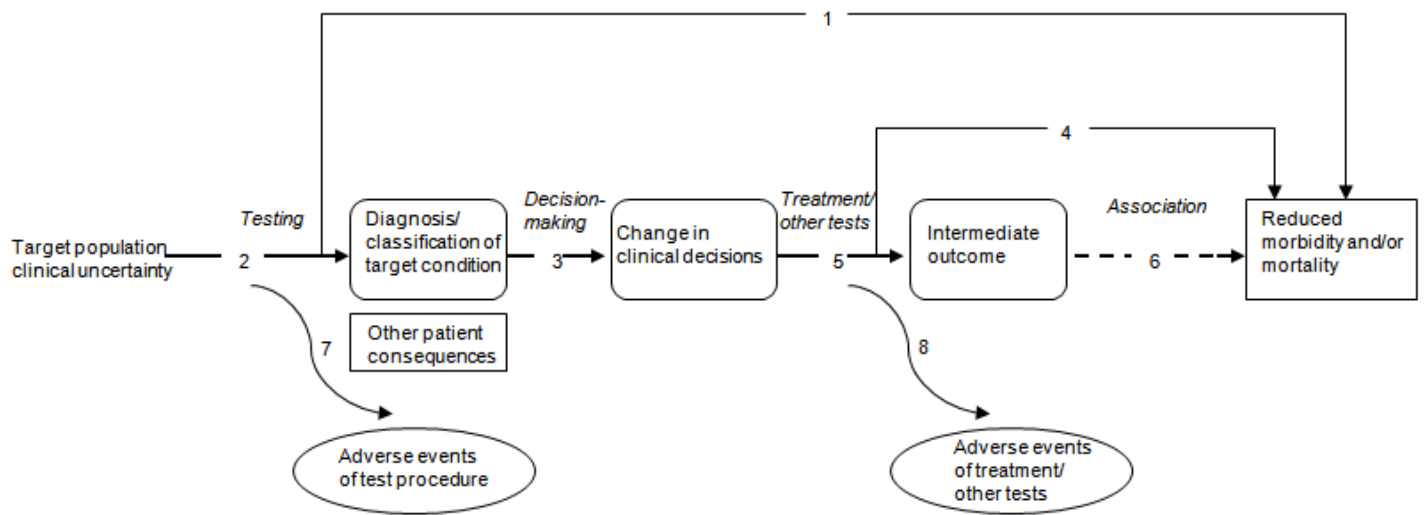 1
4
Testing
Decision-
making
Treatment/
other tests
Association
Target population
clinical uncertainty
2
Diagnosis/
classification of
target condition
3
Change in
clinical decisions
5
Intermediate
outcome
6
Reduced
morbidity and/or
mortality
7
Other patient
consequences
8
Adverse events
of test procedure
Adverse events
of treatment/
other tests